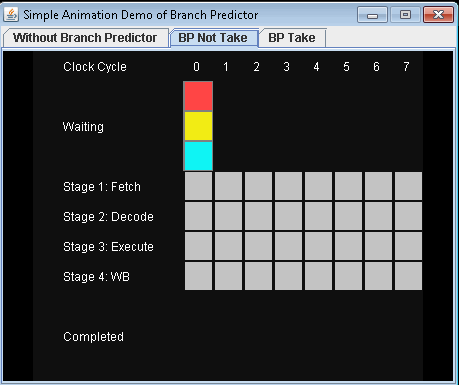 Simple Animation Demo of Branch Predictor
Without Branch Predictor BP Not Take BP Take
Clock Cycle 0 1 2 3 4 5 6 7
Waiting
Stage 1: Fetch
Stage 2: Decode
Stage 3: Execute
Stage 4: WB
Completed